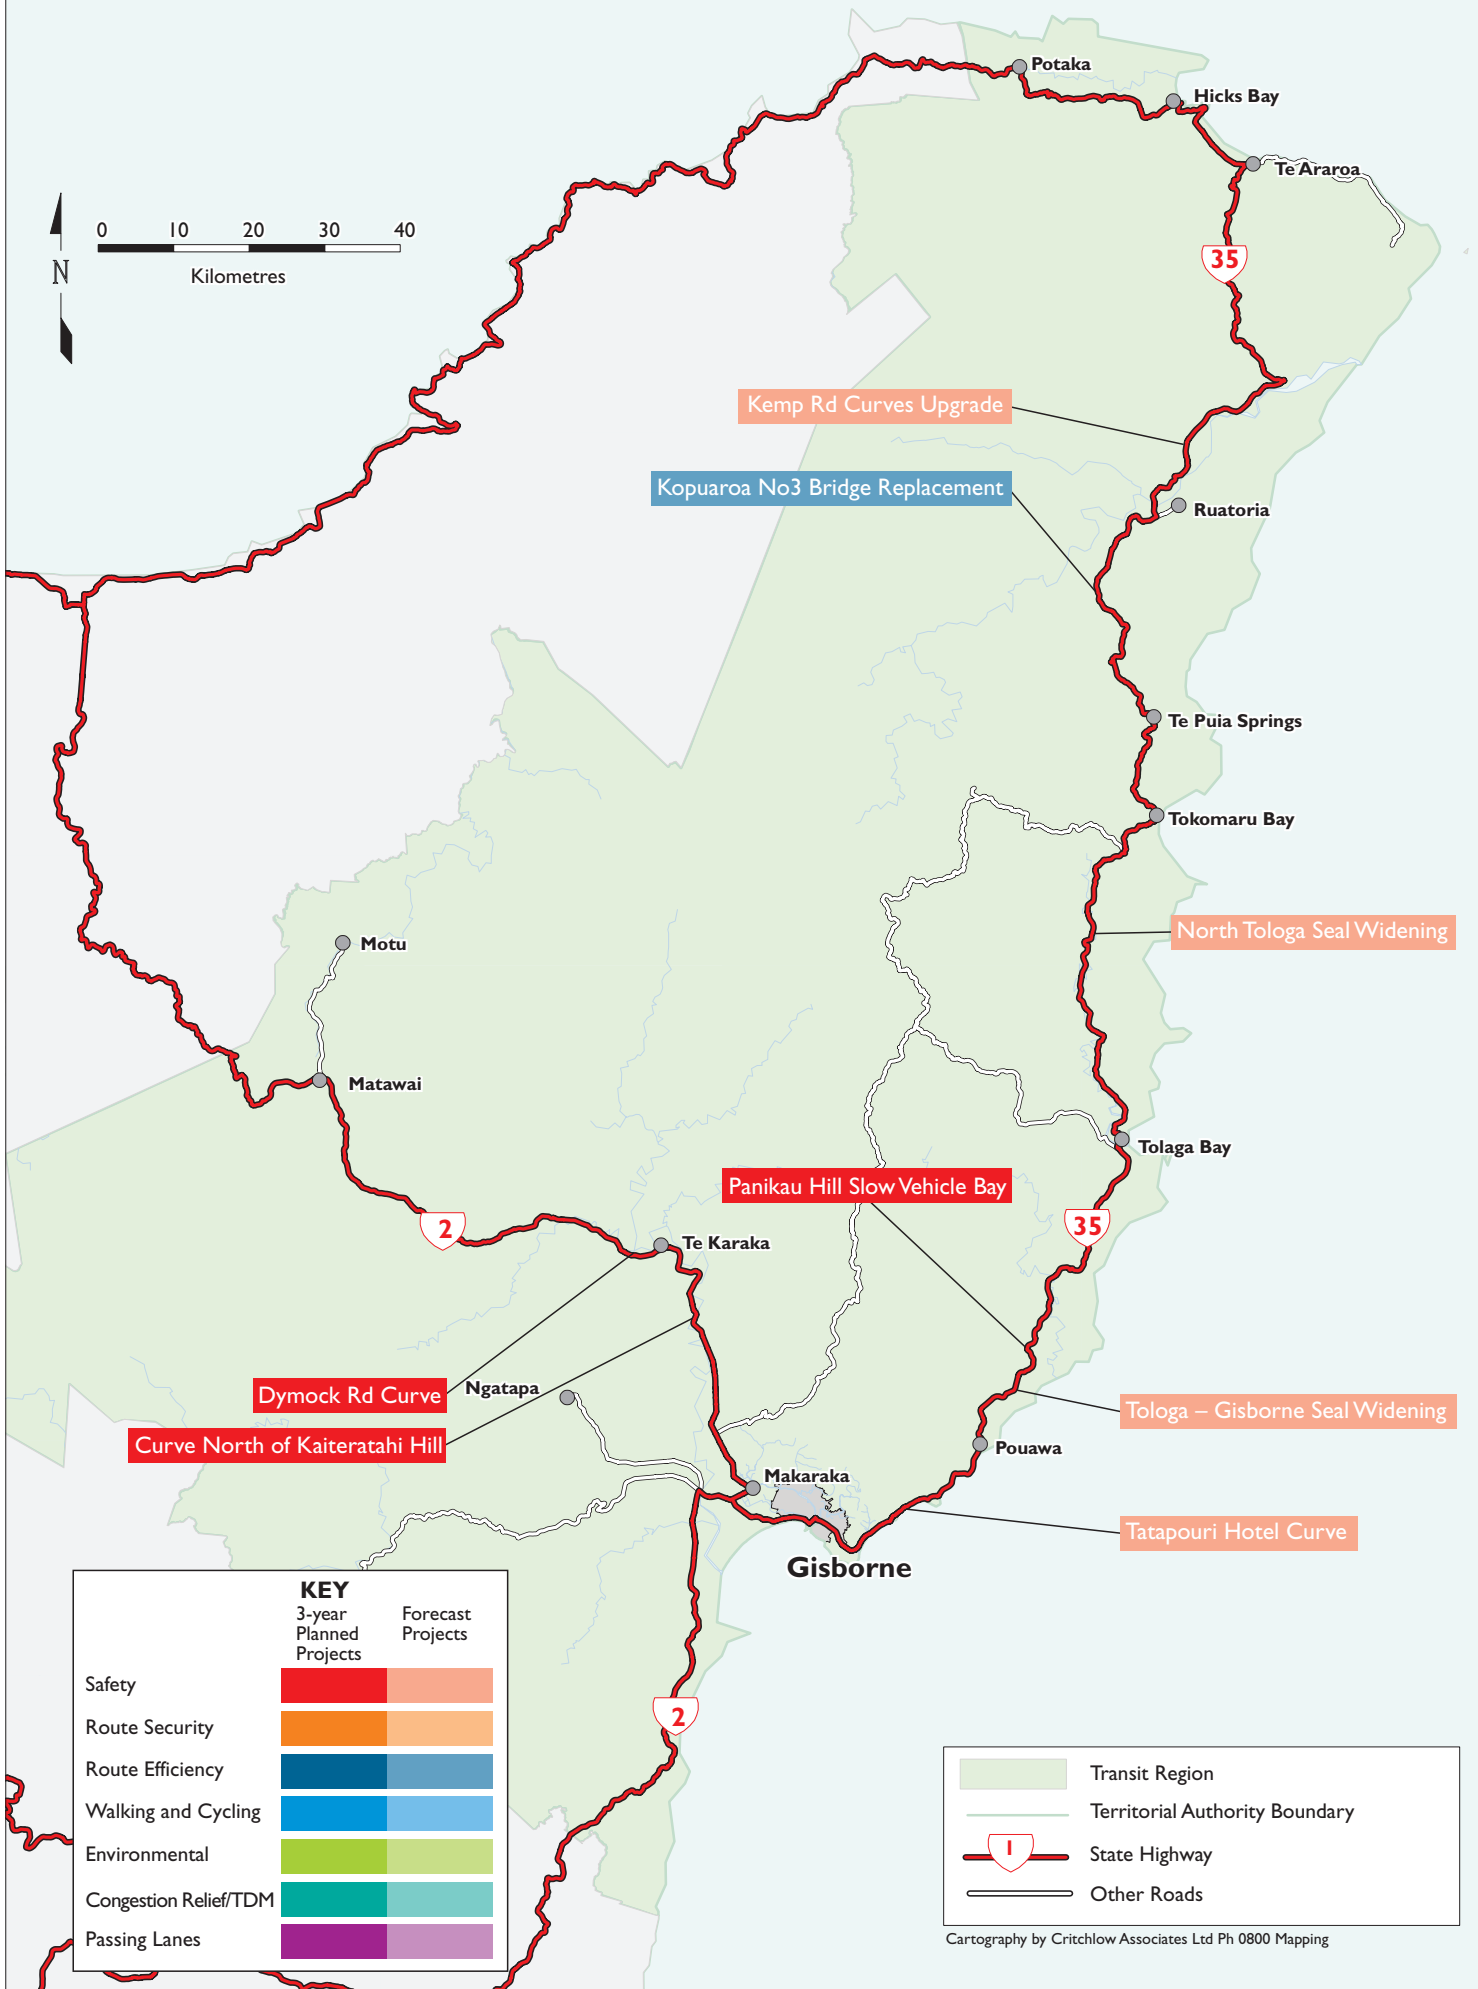 Potaka
Hicks Bay
Te Araroa
0 10 20 30 40
Kilometres
N
35
Kemp Rd Curves Upgrade
Kopuaroa No3 Bridge Replacement
Ruatoria
Te Puia Springs
Tokomaru Bay
North Tologa Seal Widening
Motu
Matawai
Tolaga Bay
Panikau Hill Slow Vehicle Bay
2
35
Te Karaka
Dymock Rd Curve
Ngatapa
Tologa – Gisborne Seal Widening
Curve North of Kaiteratahi Hill
Pouawa
Makaraka
Tatapouri Hotel Curve
Gisborne
KEY
3-year
Planned
Projects
Forecast
Projects
Safety
Route Security
Route Efficiency
Walking and Cycling
Environmental
Congestion Relief/TDM
Passing Lanes
2
Transit Region
Territorial Authority Boundary
1
State Highway
Other Roads
Cartography by Critchlow Associates Ltd Ph 0800 Mapping